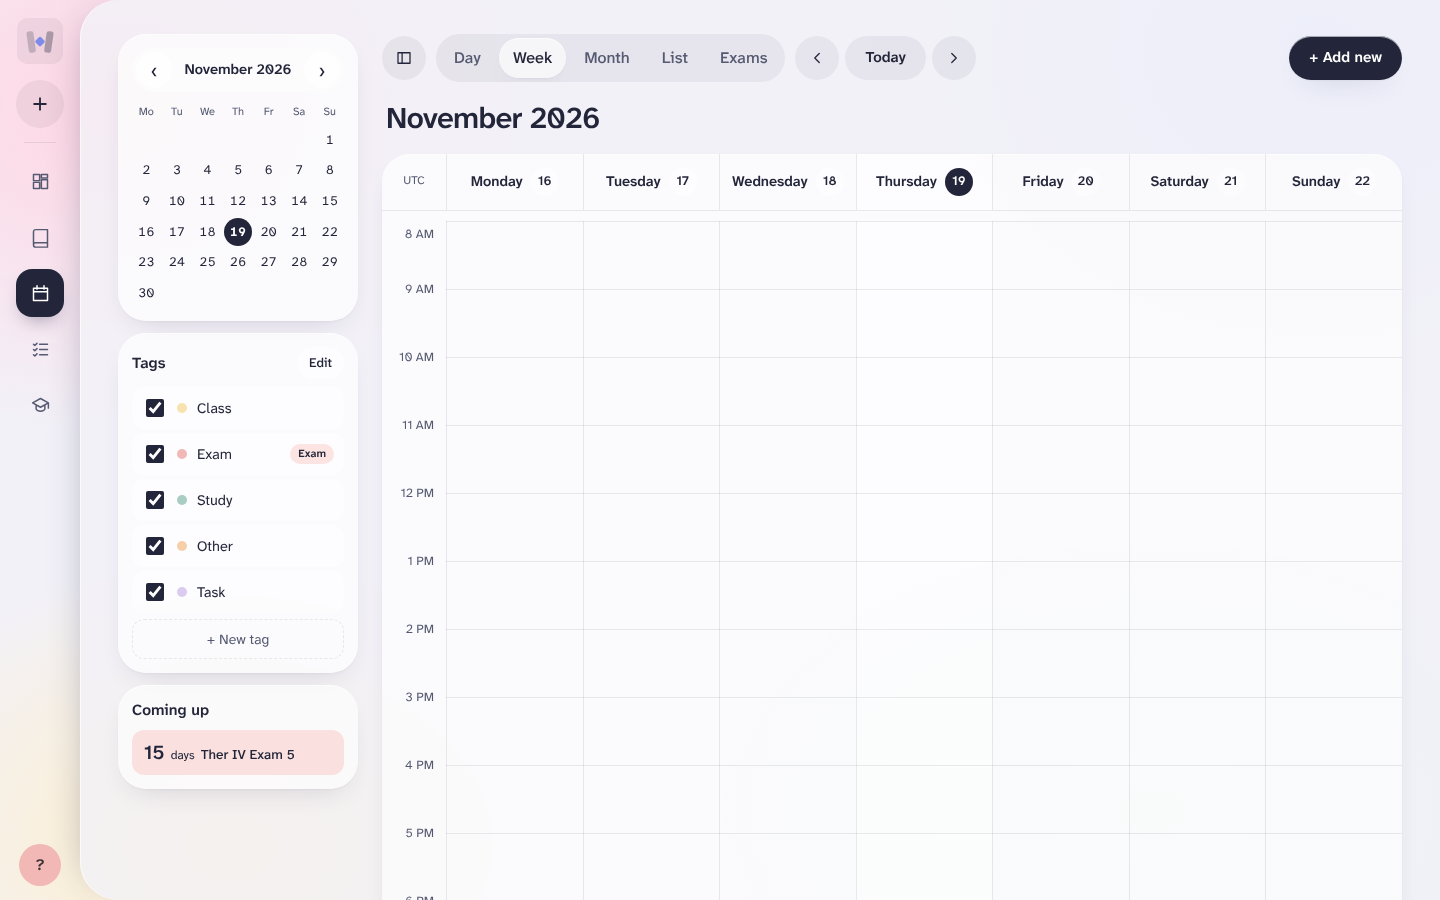 ‹ November 2026 ›
Mo Tu We Th Fr Sa Su
1
2 3 4 5 6 7 8
9 10 11 12 13 14 15
16 17 18 19 20 21 22
23 24 25 26 27 28 29
30
Tags Edit
Class
Exam Exam
Study
Other
Task
+ New tag
Coming up
15 days Ther IV Exam 5
?
Day Week Month List Exams ‹ Today › + Add new
November 2026
UTC Monday 16 Tuesday 17 Wednesday 18 Thursday 19 Friday 20 Saturday 21 Sunday 22
8 AM
9 AM
10 AM
11 AM
12 PM
1 PM
2 PM
3 PM
4 PM
5 PM
6 PM